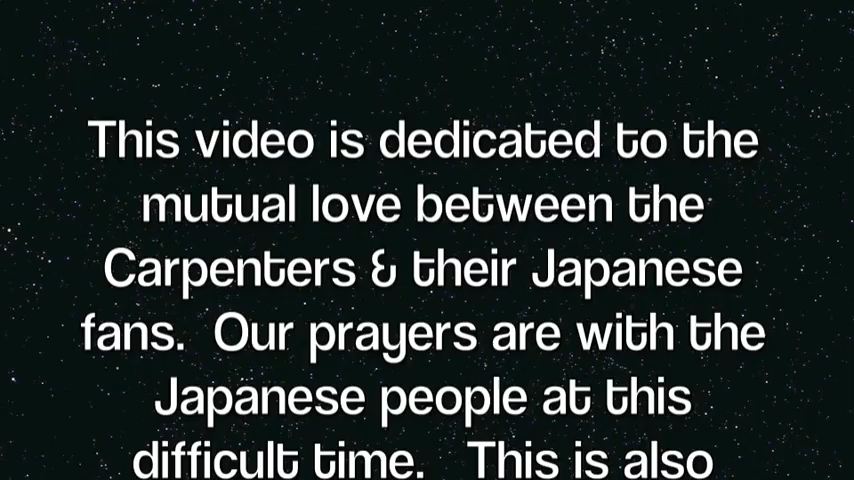 This video is dedicated to the
mutual love between the
Carpenters & their Japanese
fans.  Our prayers are with the
Japanese people at this
difficult time.   This is also